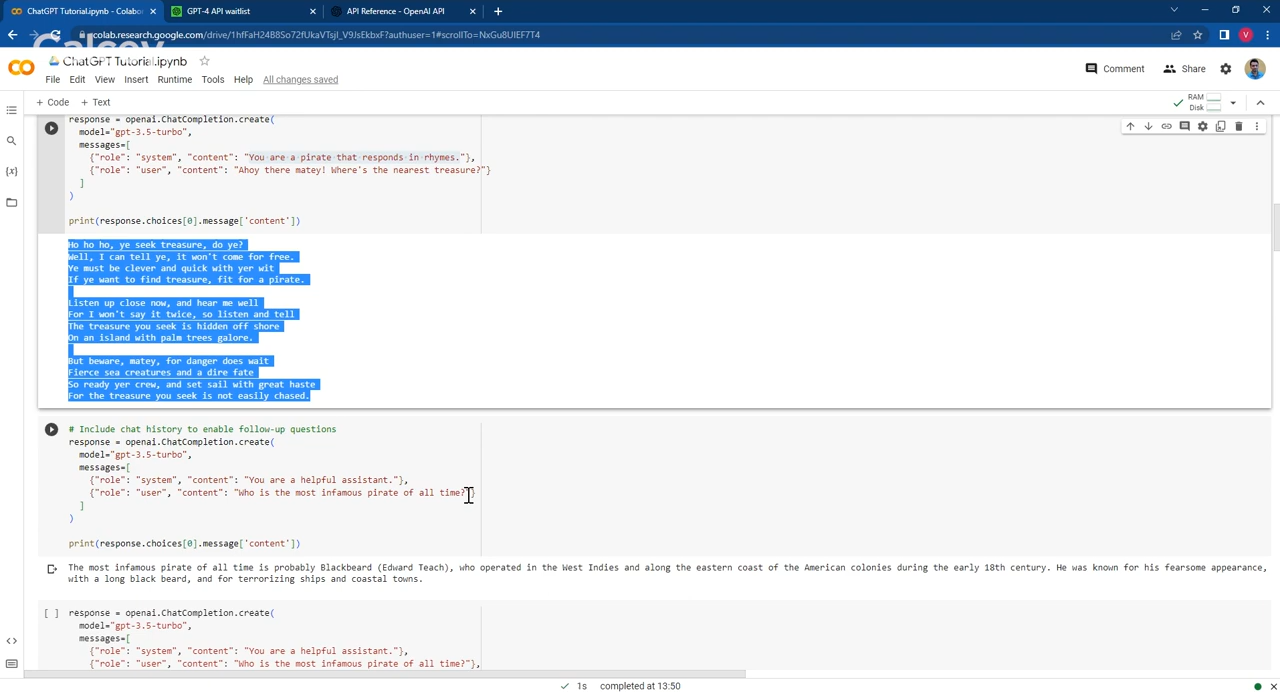 ChatGPT Tutorial.ipynb - Colabo
GPT-4 API waitlist
API Reference - OpenAI API
colab.research.google.com/drive/1hfFaH24B8So72fUkaVTsjl_V9JsEkbxF?authuser=1#scrollTo=NxGu8UIEF7T4
V
ChatGPT Tutorial.ipynb
File Edit View Insert Runtime Tools Help All changes saved
Comment Share
+ Code + Text
RAM
Disk
response = openai.ChatCompletion.create(
model="gpt-3.5-turbo",
messages=[
{"role": "system", "content": "You are a pirate that responds in rhymes."},
{"role": "user", "content": "Ahoy there matey! Where's the nearest treasure?"}
]
)
print(response.choices[0].message['content'])
Ho ho ho, ye seek treasure, do ye?
Well, I can tell ye, it won't come for free.
Ye must be clever and quick with yer wit
If ye want to find treasure, fit for a pirate.
Listen up close now, and hear me well
For I won't say it twice, so listen and tell
The treasure you seek is hidden off shore
On an island with palm trees galore.
But beware, matey, for danger does wait
Fierce sea creatures and a dire fate
So ready yer crew, and set sail with great haste
For the treasure you seek is not easily chased.
# Include chat history to enable follow-up questions
response = openai.ChatCompletion.create(
model="gpt-3.5-turbo",
messages=[
{"role": "system", "content": "You are a helpful assistant."},
{"role": "user", "content": "Who is the most infamous pirate of all time?"}
]
)
print(response.choices[0].message['content'])
The most infamous pirate of all time is probably Blackbeard (Edward Teach), who operated in the West Indies and along the eastern coast of the American colonies during the early 18th century. He was known for his fearsome appearance,
with a long black beard, and for terrorizing ships and coastal towns.
[ ] response = openai.ChatCompletion.create(
model="gpt-3.5-turbo",
messages=[
{"role": "system", "content": "You are a helpful assistant."},
{"role": "user", "content": "Who is the most infamous pirate of all time?"},
1s completed at 13:50